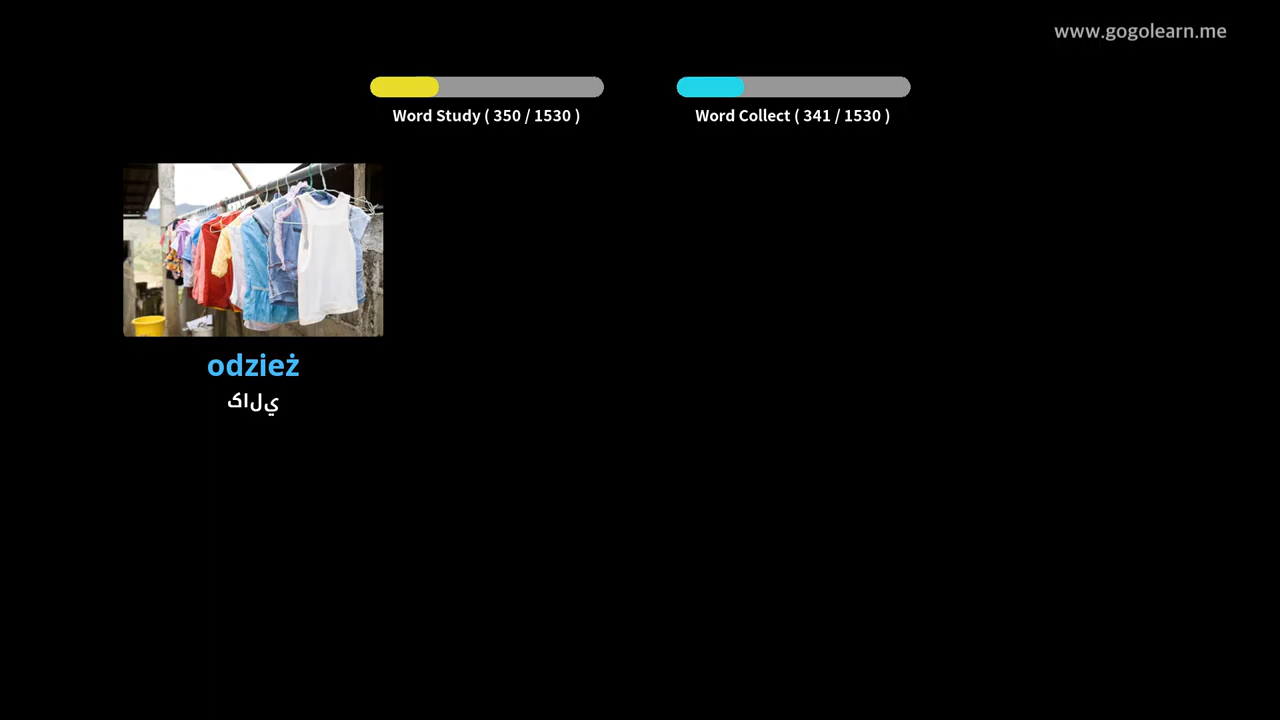 www.gogolearn.me
Word Study ( 350 / 1530 )
Word Collect ( 341 / 1530 )
odzież
کالي